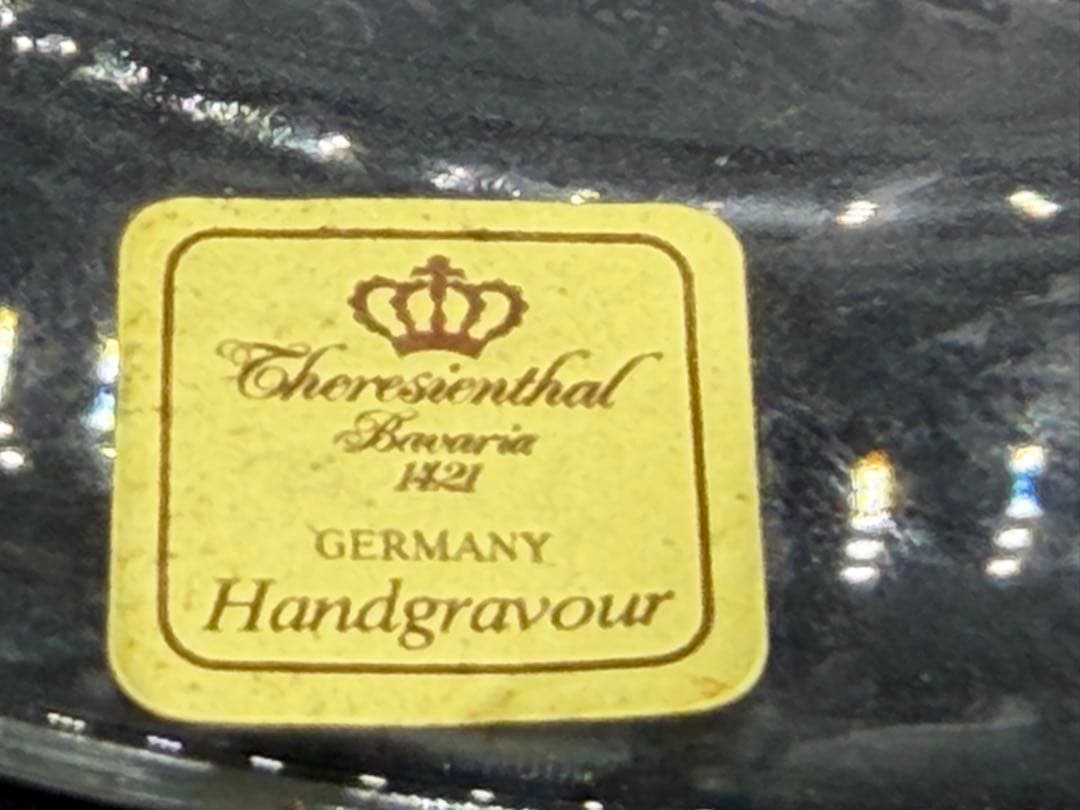 Theresienthal
Bavaria
1421
GERMANY
Handgravour